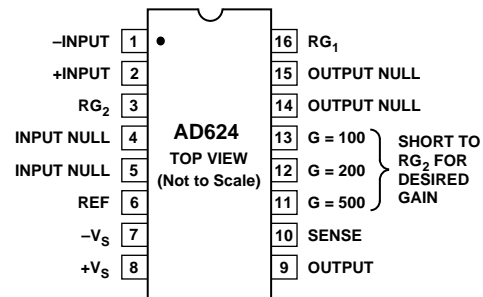 –INPUT 1
+INPUT 2
RG2 3
INPUT NULL 4
INPUT NULL 5
REF 6
–VS 7
+VS 8
AD624
TOP VIEW
(Not to Scale)
16 RG1
15 OUTPUT NULL
14 OUTPUT NULL
13 G = 100
12 G = 200
11 G = 500
10 SENSE
9 OUTPUT
SHORT TO
RG2 FOR
DESIRED
GAIN